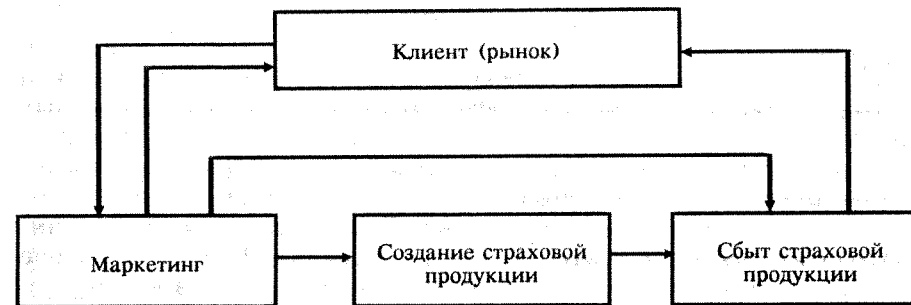 Клиент (рынок)
Маркетинг
Создание страховой
продукции
Сбыт страховой
продукции